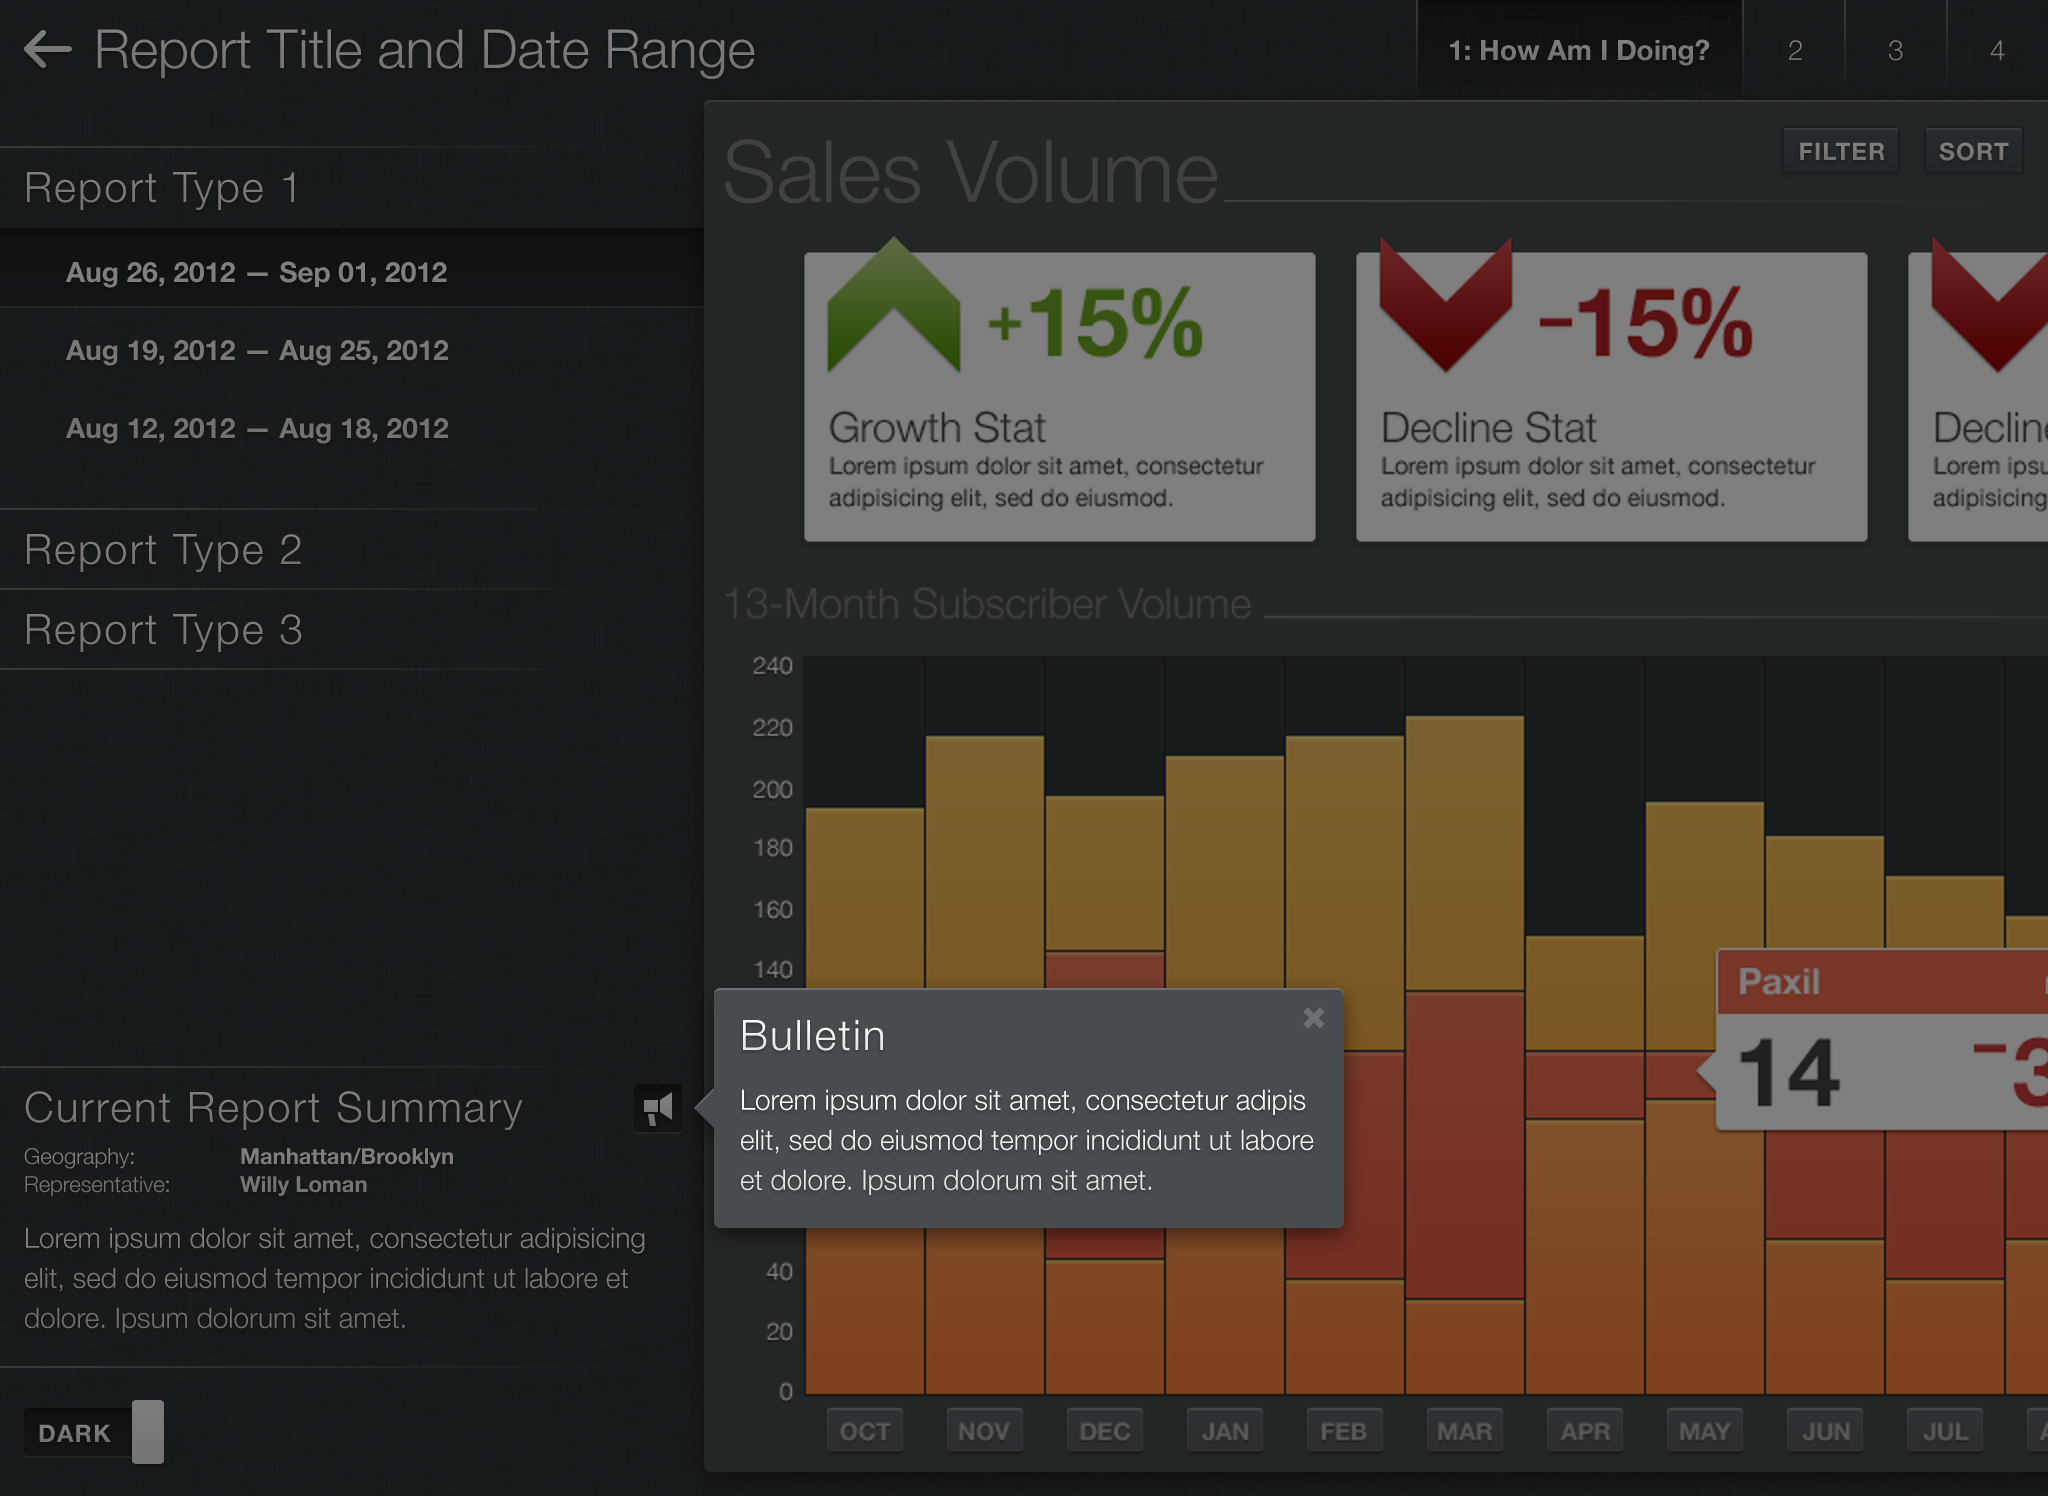 Report Title and Date Range
1: How Am I Doing?
2
3
4
Report Type 1
Aug 26, 2012 — Sep 01, 2012
Aug 19, 2012 — Aug 25, 2012
Aug 12, 2012 — Aug 18, 2012
Report Type 2
Report Type 3
Current Report Summary
Geography: Manhattan/Brooklyn
Representative: Willy Loman
Lorem ipsum dolor sit amet, consectetur adipisicing
elit, sed do eiusmod tempor incididunt ut labore et
dolore. Ipsum dolorum sit amet.
DARK
Sales Volume
FILTER
SORT
+15%
Growth Stat
Lorem ipsum dolor sit amet, consectetur
adipisicing elit, sed do eiusmod.
–15%
Decline Stat
Lorem ipsum dolor sit amet, consectetur
adipisicing elit, sed do eiusmod.
adipisicing
13-Month Subscriber Volume
240
220
200
180
160
140
40
20
0
Paxil
14
Bulletin
Lorem ipsum dolor sit amet, consectetur adipis
elit, sed do eiusmod tempor incididunt ut labore
et dolore. Ipsum dolorum sit amet.
OCT
NOV
DEC
JAN
FEB
MAR
APR
MAY
JUN
JUL